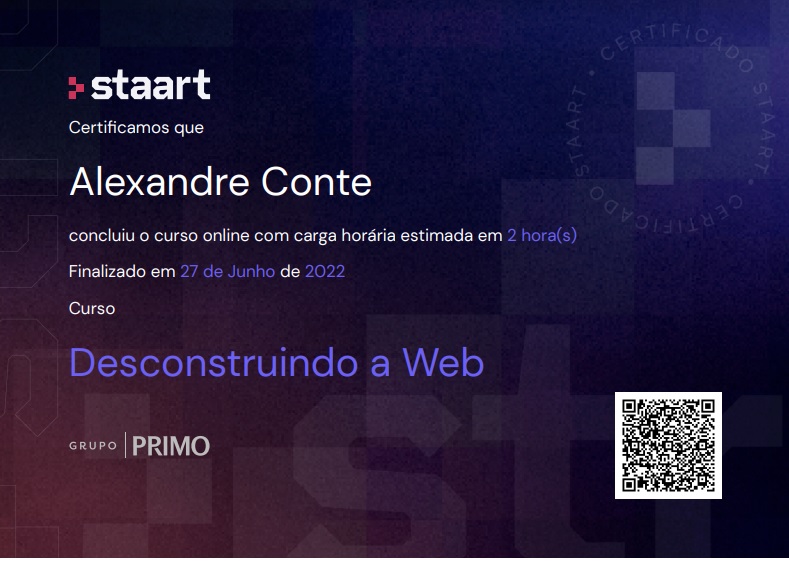 staart
CERTIFICADO STAART • CERTIFICADO STAART •
Certificamos que
Alexandre Conte
concluiu o curso online com carga horária estimada em 2 hora(s)
Finalizado em 27 de Junho de 2022
Curso
Desconstruindo a Web
GRUPO PRIMO
str